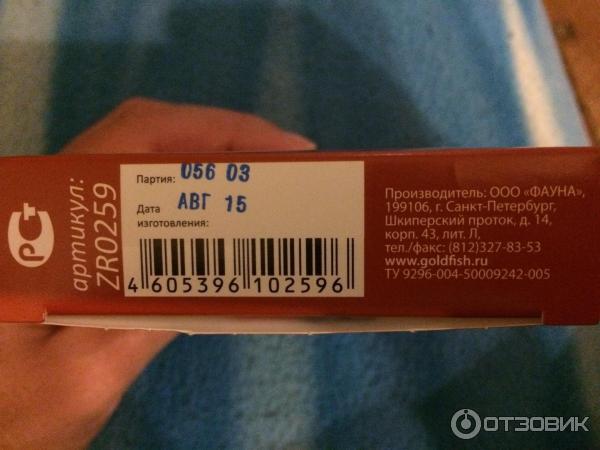 артикул:
ZR0259
Партия: 056 03
Дата АВГ 15
изготовления:
4 605396 102596
Производитель: ООО «ФАУНА»,
199106, г. Санкт-Петербург,
Шкиперский проток, д. 14,
корп. 43, лит. Л,
тел./факс: (812)327-83-53
www.goldfish.ru
ТУ 9296-004-50009242-005
ОТЗОВИК